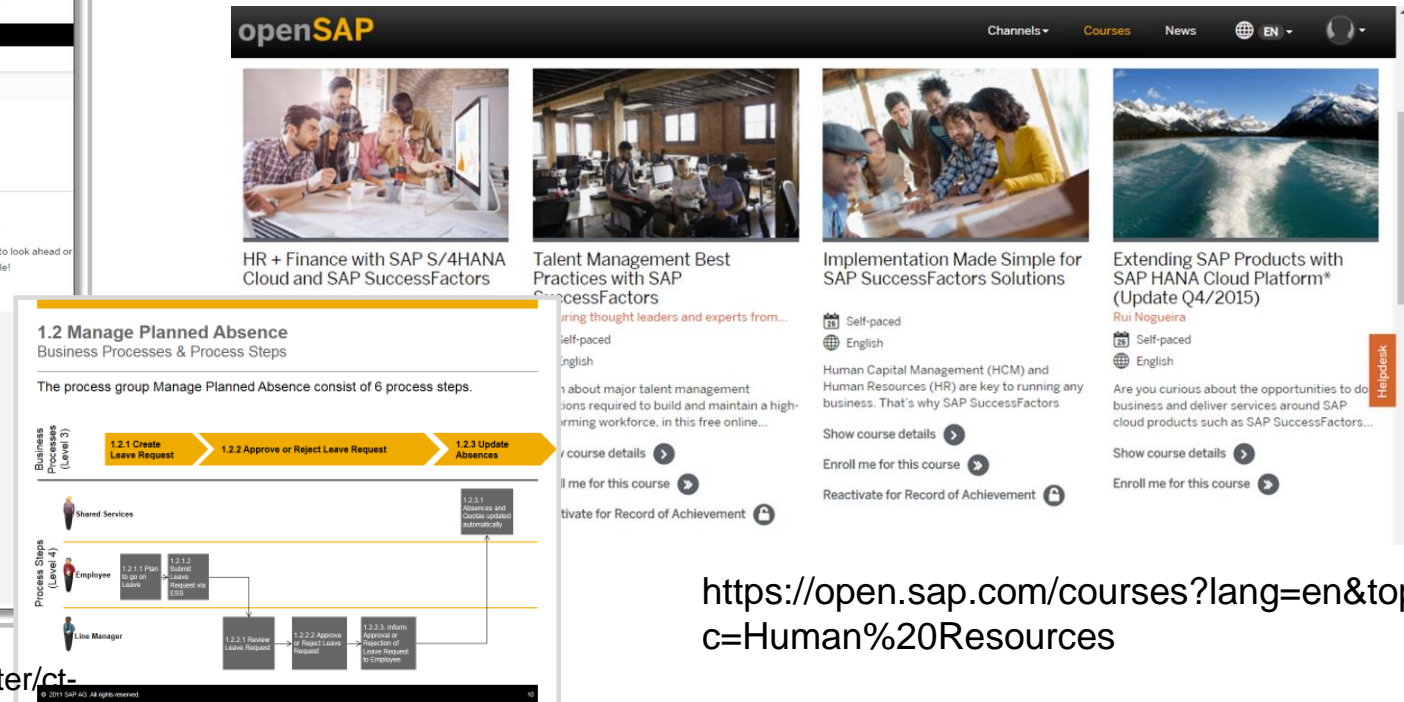 openSAP
Channels
Courses
News
EN
to look ahead or
le!
HR + Finance with SAP S/4HANA
Cloud and SAP SuccessFactors
Talent Management Best
Practices with SAP
SuccessFactors
uring thought leaders and experts from...
Self-paced
English
about major talent management
ions required to build and maintain a high-
orming workforce, in this free online...
course details
ll me for this course
tivate for Record of Achievement
Implementation Made Simple for
SAP SuccessFactors Solutions
26 Self-paced
English
Human Capital Management (HCM) and
Human Resources (HR) are key to running any
business. That's why SAP SuccessFactors
Show course details
Enroll me for this course
Reactivate for Record of Achievement
Extending SAP Products with
SAP HANA Cloud Platform*
(Update Q4/2015)
Rui Nogueira
26 Self-paced
English
Are you curious about the opportunities to do
business and deliver services around SAP
cloud products such as SAP SuccessFactors...
Show course details
Enroll me for this course
Helpdesk
1.2 Manage Planned Absence
Business Processes & Process Steps
The process group Manage Planned Absence consist of 6 process steps.
Business
Processes
(Level 3)
1.2.1 Create
Leave Request
1.2.2 Approve or Reject Leave Request
1.2.3 Update
Absences
Process Steps
(Level 4)
Shared Services
1.2.3.1
Absences and
Quotas updated
automatically
Employee
1.2.1.1 Plan
to go on
Leave
1.2.1.2
Submit
Leave
Request via
ESS
Line Manager
1.2.2.1 Review
Leave Request
1.2.2.2 Approve
or Reject Leave
Request
1.2.2.3. Inform
Approval or
Rejection of
Leave Request
to Employee
© 2011 SAP AG. All rights reserved.
10
ter/ct-
https://open.sap.com/courses?lang=en&top
c=Human%20Resources